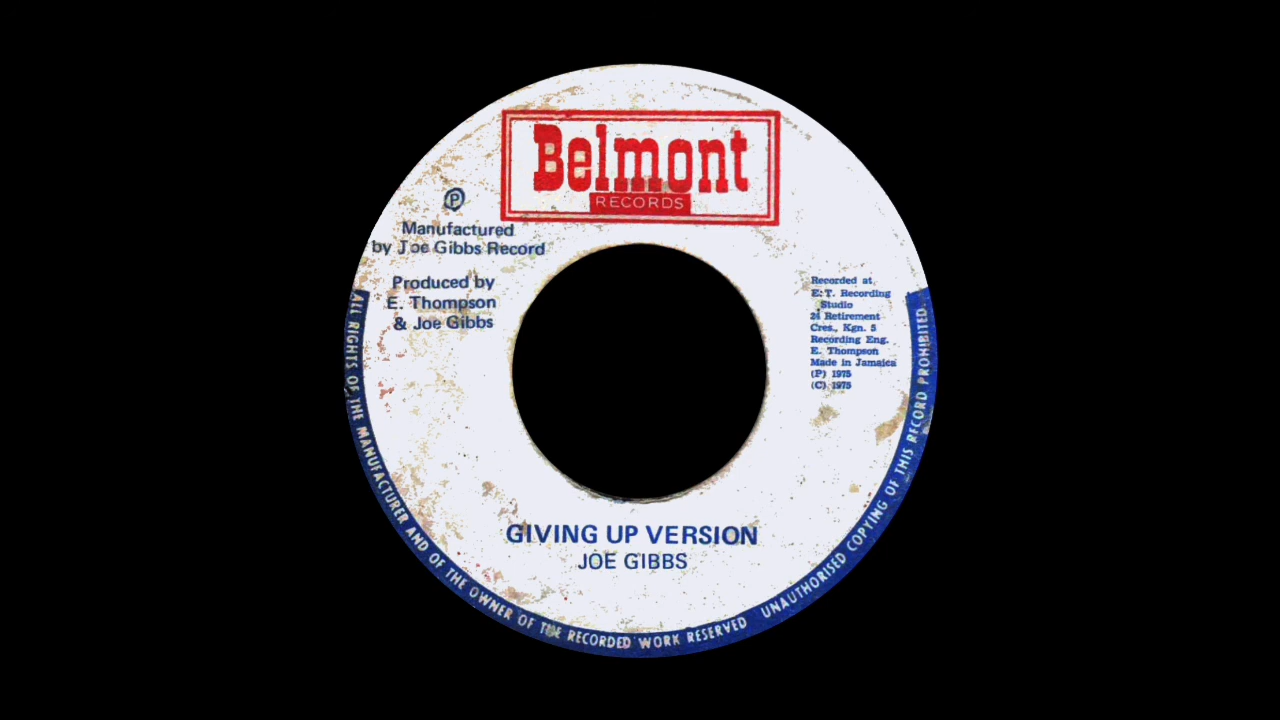 Belmont
RECORDS
P
Manufactured
by Joe Gibbs Record
Produced by
E. Thompson
& Joe Gibbs
Recorded at
E. T. Recording
Studio
24 Retirement
Cres., Kgn. 5
Recording Eng.
E. Thompson
Made in Jamaica
(P) 1975
(C) 1975
GIVING UP VERSION
JOE GIBBS
ALL RIGHTS OF THE MANUFACTURER AND OF THE OWNER OF THE RECORDED WORK RESERVED UNAUTHORISED COPYING OF THIS RECORD PROHIBITED.